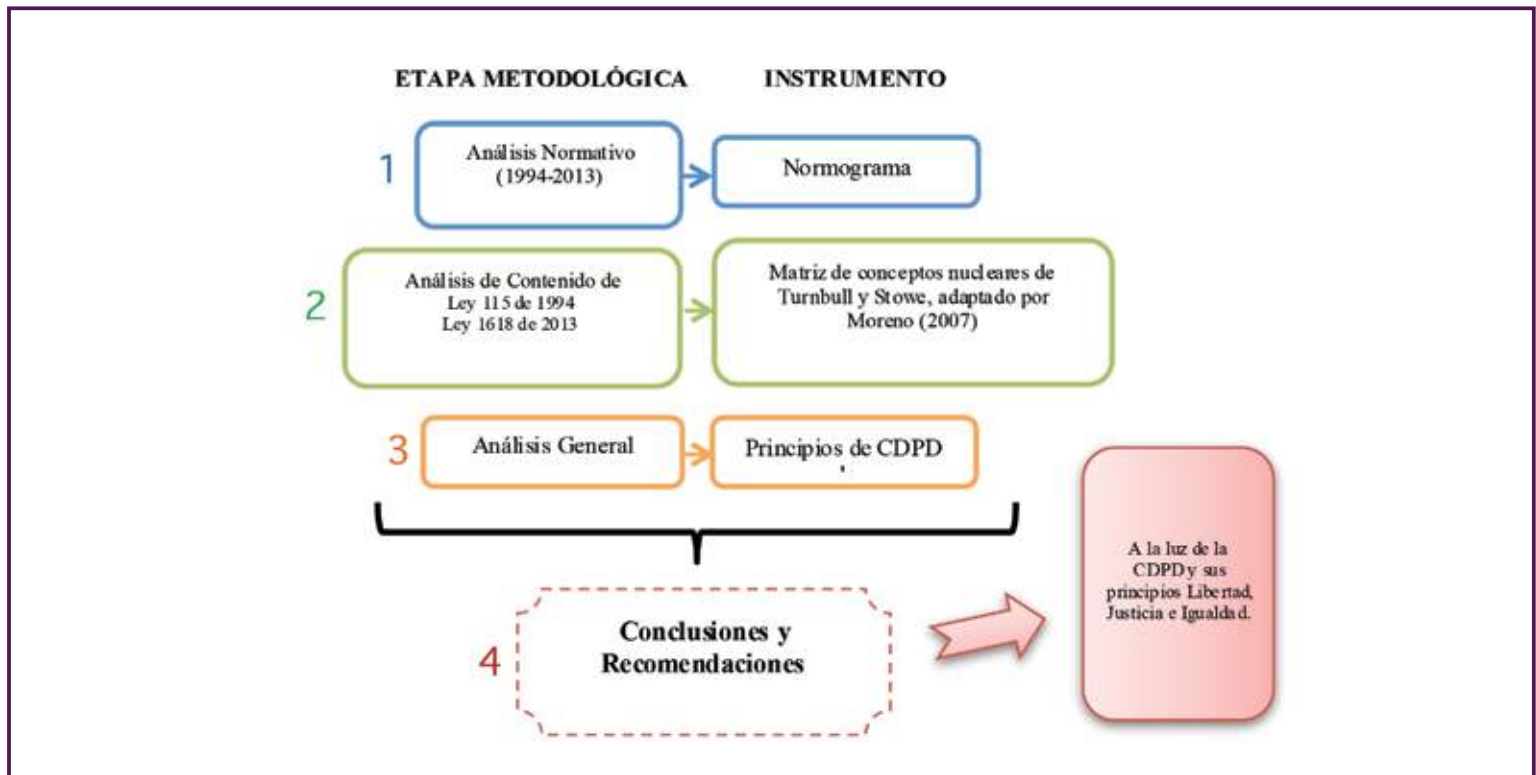 ETAPA METODOLÓGICA
INSTRUMENTO
1
Análisis Normativo
(1994-2013)
Normograma
2
Análisis de Contenido de
Ley 115 de 1994
Ley 1618 de 2013
Matriz de conceptos nucleares de
Turnbull y Stowe, adaptado por
Moreno (2007)
3
Análisis General
Principios de CDPD
4
Conclusiones y
Recomendaciones
A la luz de la
CDPD y sus
principios Libertad,
Justicia e Igualdad.